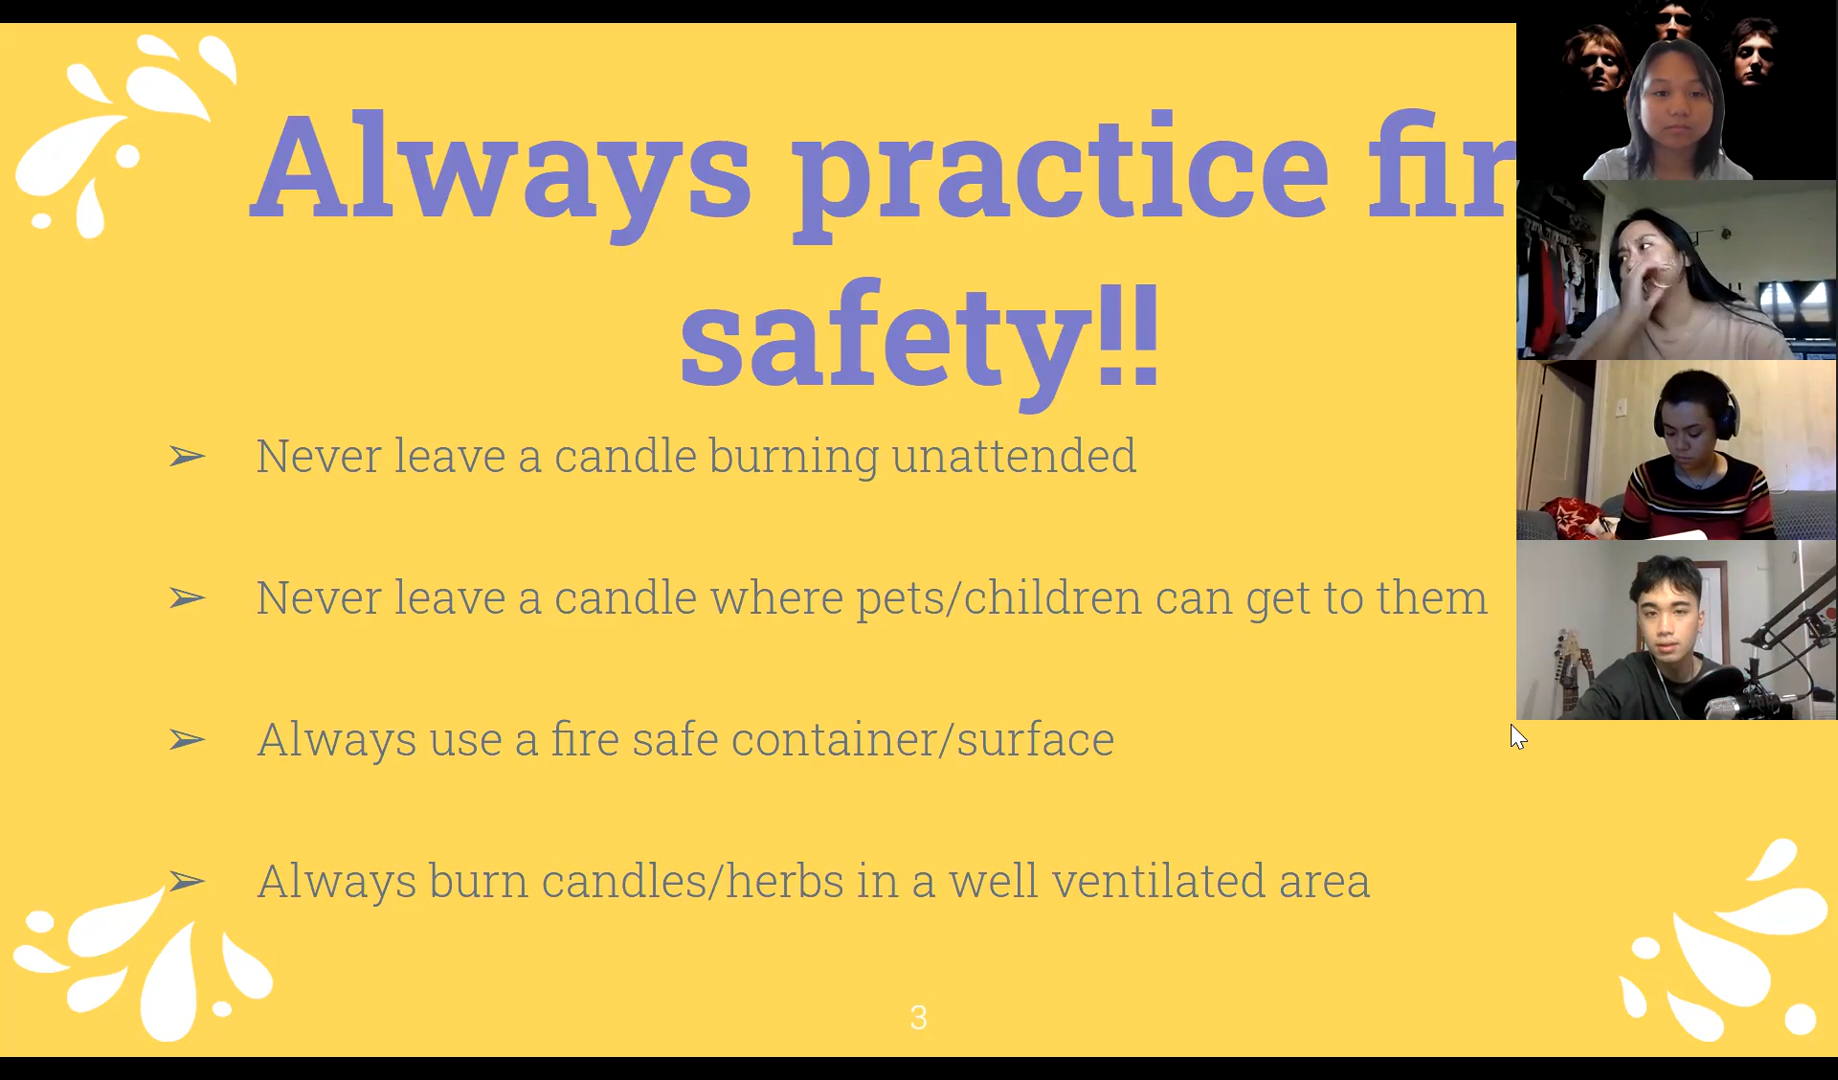 Always practice fir
safety!!
➢ Never leave a candle burning unattended
➢ Never leave a candle where pets/children can get to them
➢ Always use a fire safe container/surface
➢ Always burn candles/herbs in a well ventilated area
3